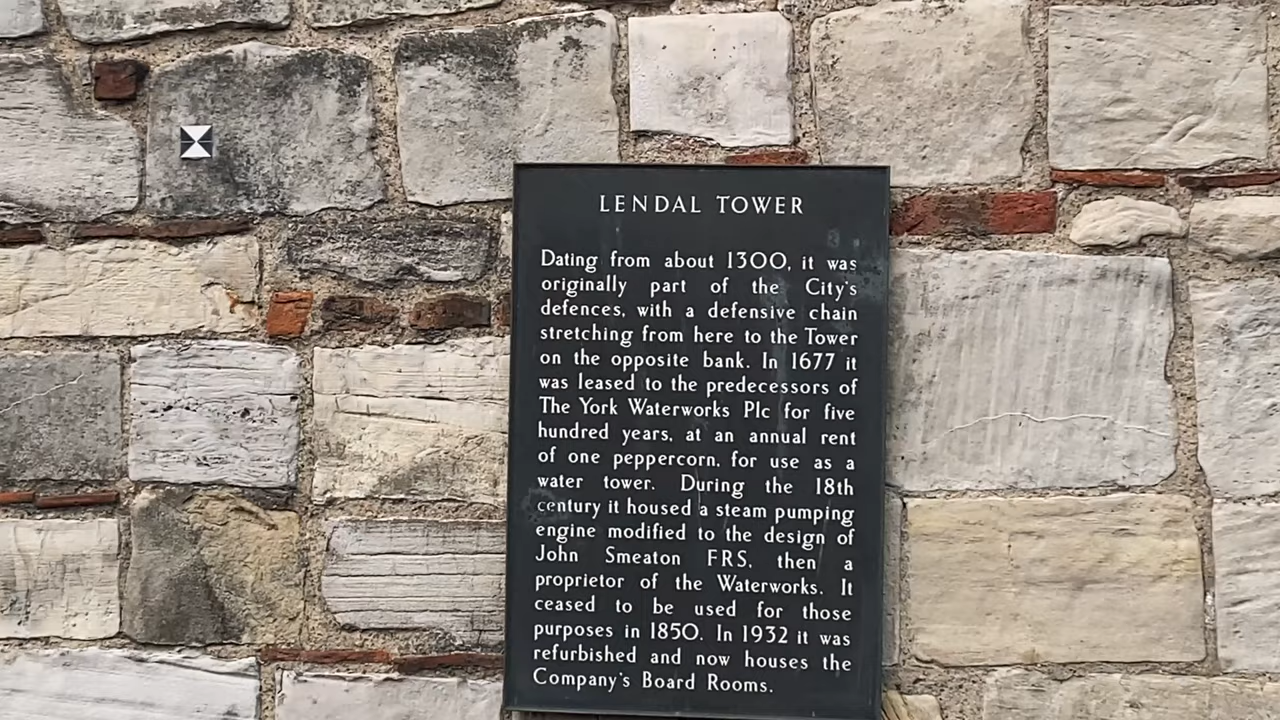 LENDAL TOWER
Dating from about 1300, it was
originally part of the City's
defences, with a defensive chain
stretching from here to the Tower
on the opposite bank. In 1677 it
was leased to the predecessors of
The York Waterworks Plc for five
hundred years, at an annual rent
of one peppercorn, for use as a
water tower. During the 18th
century it housed a steam pumping
engine modified to the design of
John Smeaton FRS, then a
proprietor of the Waterworks. It
ceased to be used for those
purposes in 1850. In 1932 it was
refurbished and now houses the
Company's Board Rooms.